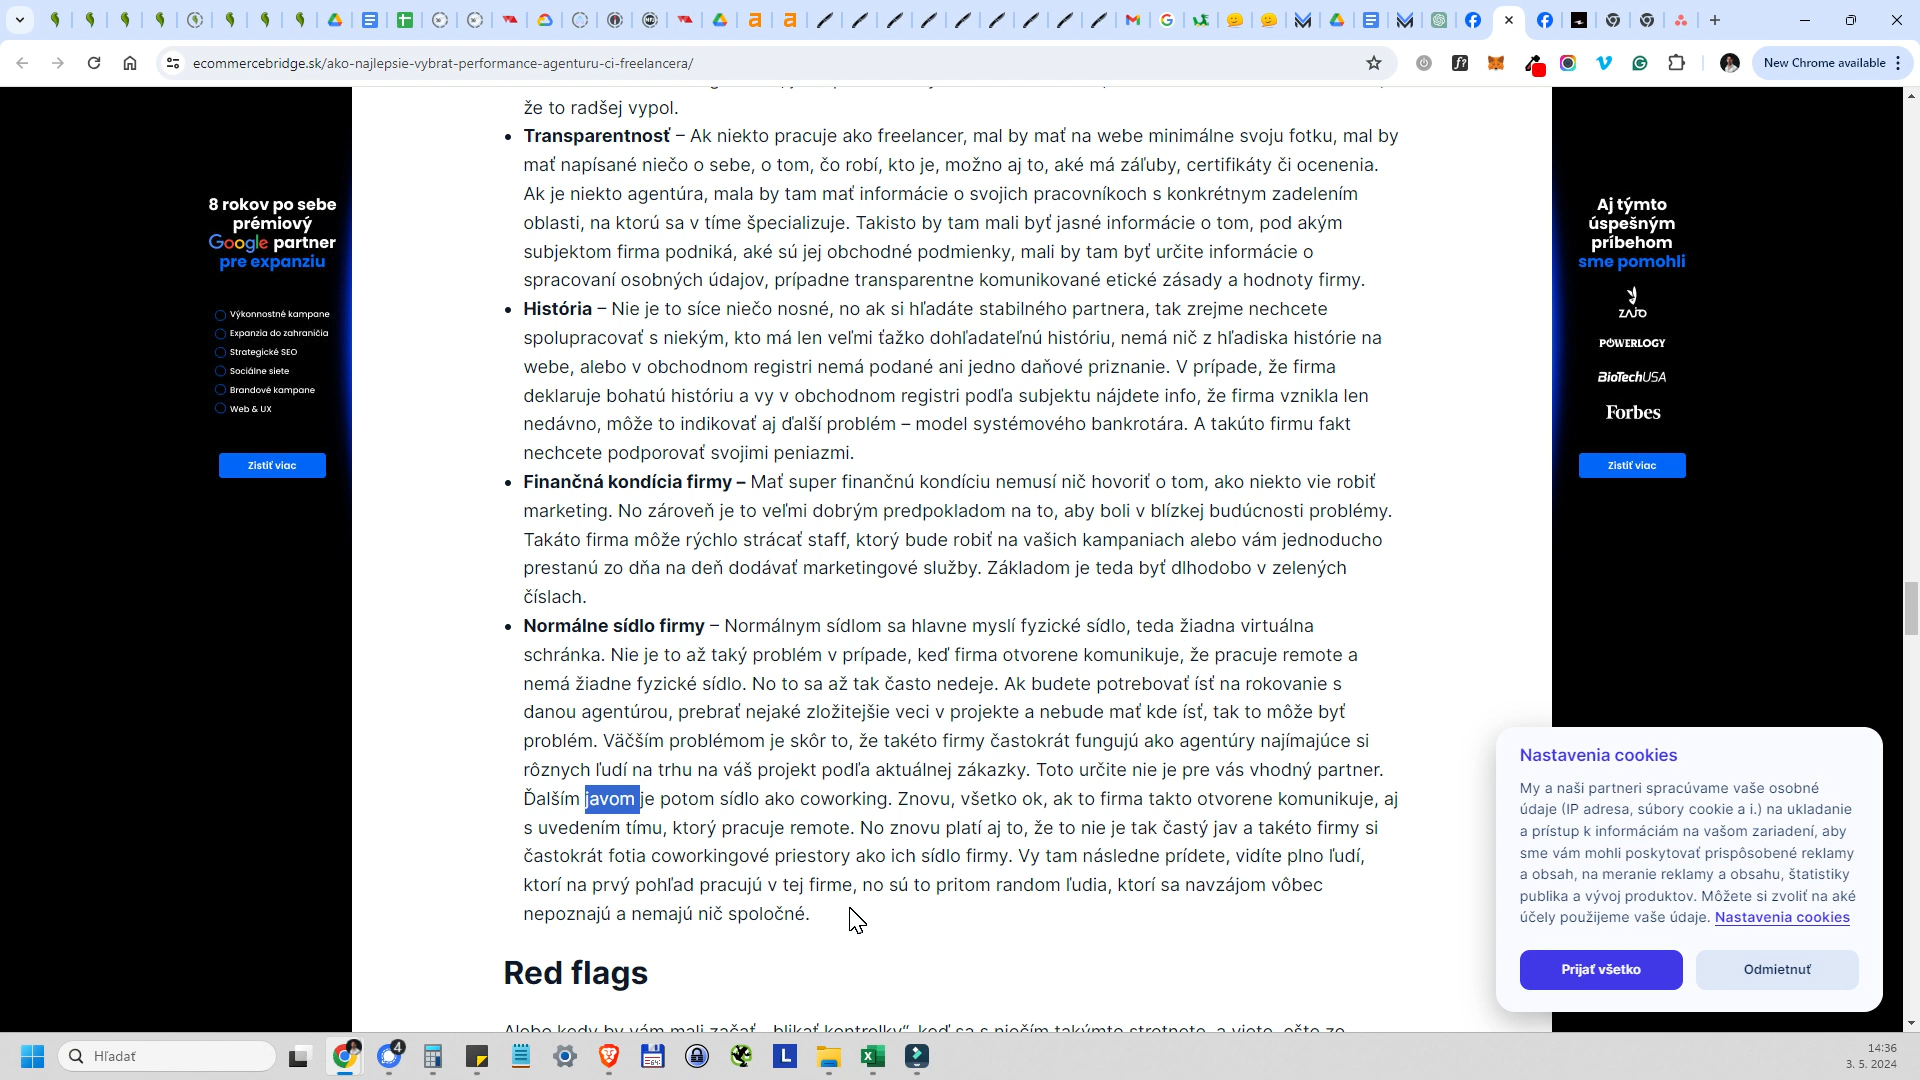 ecommercebridge.sk/ako-najlepsie-vybrat-performance-agenturu-ci-freelancera/
New Chrome available
že to radšej vypol.
Transparentnosť – Ak niekto pracuje ako freelancer, mal by mať na webe minimálne svoju fotku, mal by
mať napísané niečo o sebe, o tom, čo robí, kto je, možno aj to, aké má záľuby, certifikáty či ocenenia.
Ak je niekto agentúra, mala by tam mať informácie o svojich pracovníkoch s konkrétnym zadelením
oblasti, na ktorú sa v tíme špecializuje. Takisto by tam mali byť jasné informácie o tom, pod akým
subjektom firma podniká, aké sú jej obchodné podmienky, mali by tam byť určite informácie o
spracovaní osobných údajov, prípadne transparentne komunikované etické zásady a hodnoty firmy.
História – Nie je to síce niečo nosné, no ak si hľadáte stabilného partnera, tak zrejme nechcete
spolupracovať s niekým, kto má len veľmi ťažko dohľadateľnú históriu, nemá nič z hľadiska histórie na
webe, alebo v obchodnom registri nemá podané ani jedno daňové priznanie. V prípade, že firma
deklaruje bohatú históriu a vy v obchodnom registri podľa subjektu nájdete info, že firma vznikla len
nedávno, môže to indikovať aj ďalší problém – model systémového bankrotára. A takúto firmu fakt
nechcete podporovať svojimi peniazmi.
Finančná kondícia firmy – Mať super finančnú kondíciu nemusí nič hovoriť o tom, ako niekto vie robiť
marketing. No zároveň je to veľmi dobrým predpokladom na to, aby boli v blízkej budúcnosti problémy.
Takáto firma môže rýchlo strácať staff, ktorý bude robiť na vašich kampaniach alebo vám jednoducho
prestanú zo dňa na deň dodávať marketingové služby. Základom je teda byť dlhodobo v zelených
číslach.
Normálne sídlo firmy – Normálnym sídlom sa hlavne myslí fyzické sídlo, teda žiadna virtuálna
schránka. Nie je to až taký problém v prípade, keď firma otvorene komunikuje, že pracuje remote a
nemá žiadne fyzické sídlo. No to sa až tak často nedeje. Ak budete potrebovať ísť na rokovanie s
danou agentúrou, prebrať nejaké zložitejšie veci v projekte a nebude mať kde ísť, tak to môže byť
problém. Väčším problémom je skôr to, že takéto firmy častokrát fungujú ako agentúry najímajúce si
rôznych ľudí na trhu na váš projekt podľa aktuálnej zákazky. Toto určite nie je pre vás vhodný partner.
Ďalším javom je potom sídlo ako coworking. Znovu, všetko ok, ak to firma takto otvorene komunikuje, aj
s uvedením tímu, ktorý pracuje remote. No znovu platí aj to, že to nie je tak častý jav a takéto firmy si
častokrát fotia coworkingové priestory ako ich sídlo firmy. Vy tam následne prídete, vidíte plno ľudí,
ktorí na prvý pohľad pracujú v tej firme, no sú to pritom random ľudia, ktorí sa navzájom vôbec
nepoznajú a nemajú nič spoločné.
Red flags
8 rokov po sebe
prémiový
Google partner
pre expanziu
Výkonnostné kampane
Expanzia do zahraničia
Strategické SEO
Sociálne siete
Brandové kampane
Web & UX
Zistiť viac
Aj týmto
úspešným
príbehom
sme pomohli
ZAJO
POWERLOGY
BioTechUSA
Forbes
Zistiť viac
Nastavenia cookies
My a naši partneri spracúvame vaše osobné
údaje (IP adresa, súbory cookie a i.) na ukladanie
a prístup k informáciám na vašom zariadení, aby
sme vám mohli poskytovať prispôsobené reklamy
a obsah, na meranie reklamy a obsahu, štatistiky
publika a vývoj produktov. Môžete si zvoliť na aké
účely použijeme vaše údaje. Nastavenia cookies
Prijať všetko
Odmietnuť
Hľadať
4
L
14:36
3. 5. 2024